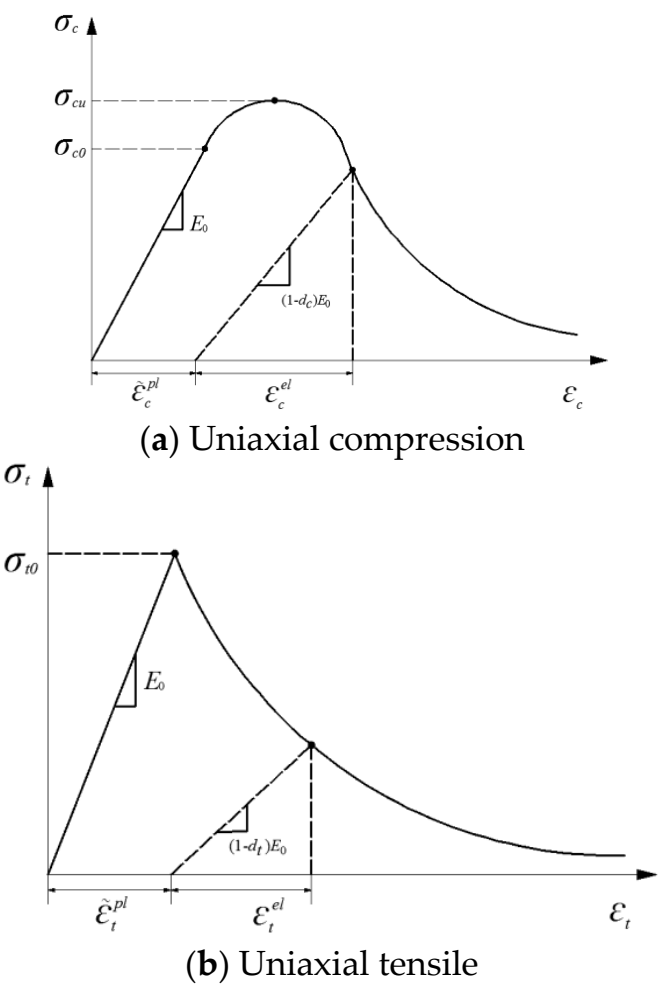 σc
σcu
σc0
E0
(1-dc)E0
ε̃c^pl
εc^el
εc
(a) Uniaxial compression
σt
σt0
E0
(1-dt)E0
ε̃t^pl
εt^el
εt
(b) Uniaxial tensile